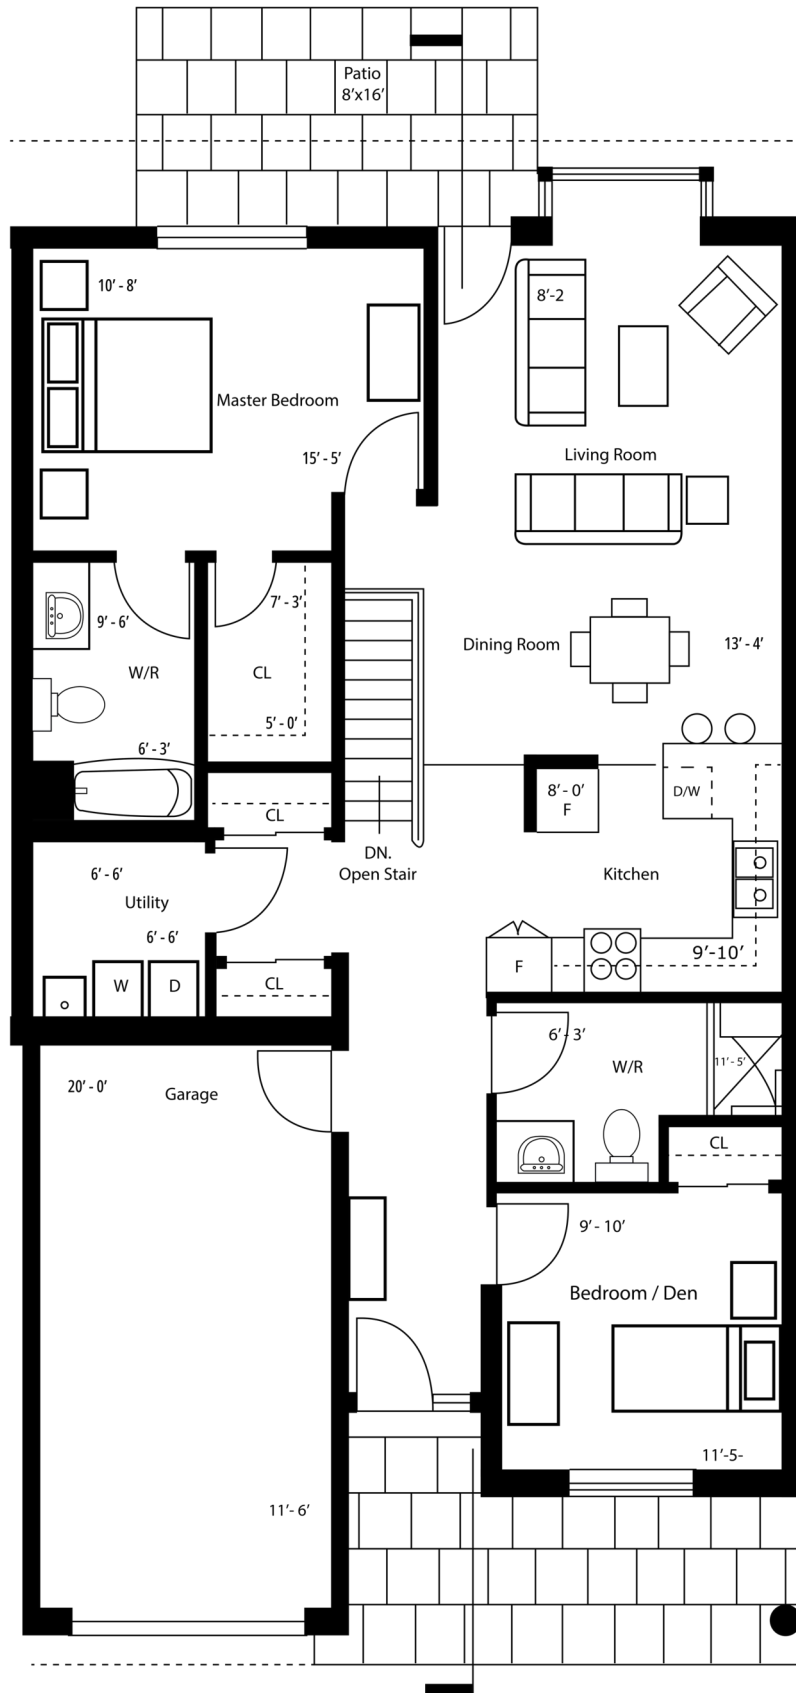 Patio
8'x16'
10' - 8'
8'-2
Master Bedroom
15' - 5'
Living Room
9' - 6'
7' - 3'
W/R
CL
Dining Room
13' - 4'
5' - 0'
6' - 3'
8' - 0'
F
D/W
CL
DN.
Open Stair
Kitchen
6' - 6'
Utility
6' - 6'
9'-10'
F
W
D
CL
6' - 3'
W/R
11' - 5'
20' - 0'
Garage
CL
9' - 10'
Bedroom / Den
11'-5-
11' - 6'